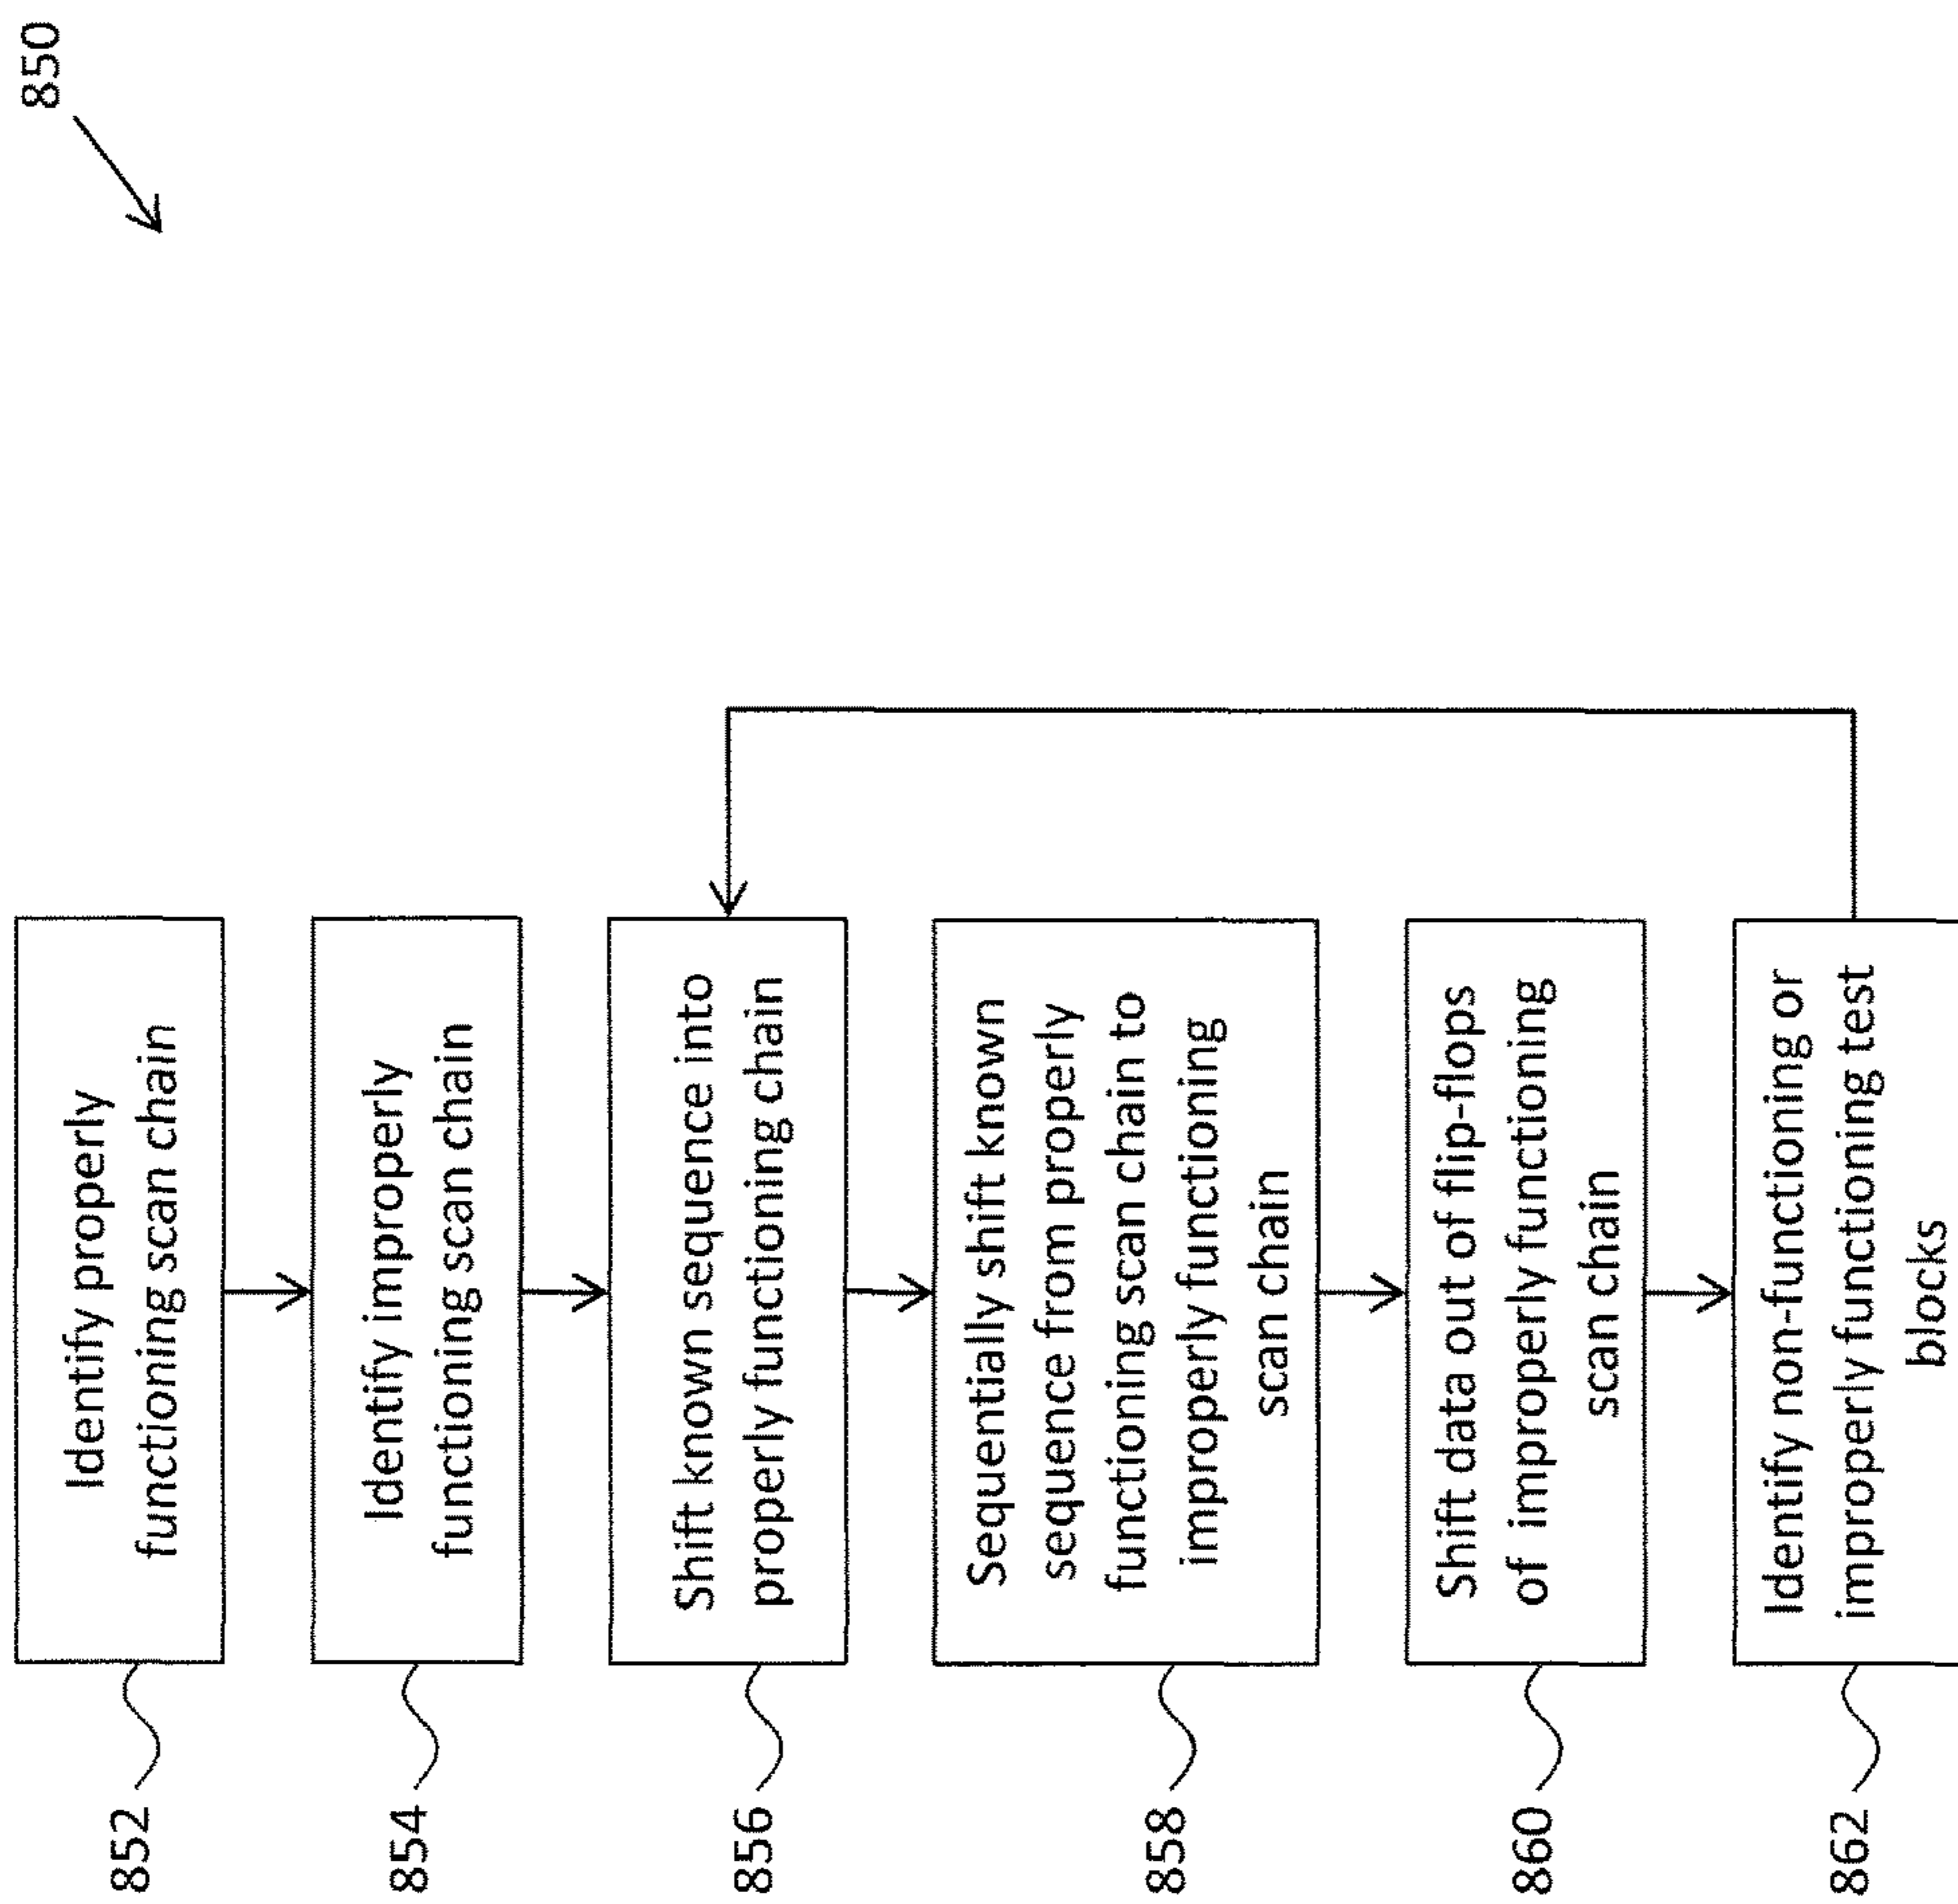 850
852
Identify properly
functioning scan chain
854
Identify improperly
functioning scan chain
856
Shift known sequence into
properly functioning chain
858
Sequentially shift known
sequence from properly
functioning scan chain to
improperly functioning
scan chain
860
Shift data out of flip-flops
of improperly functioning
scan chain
862
Identify non-functioning or
improperly functioning test
blocks